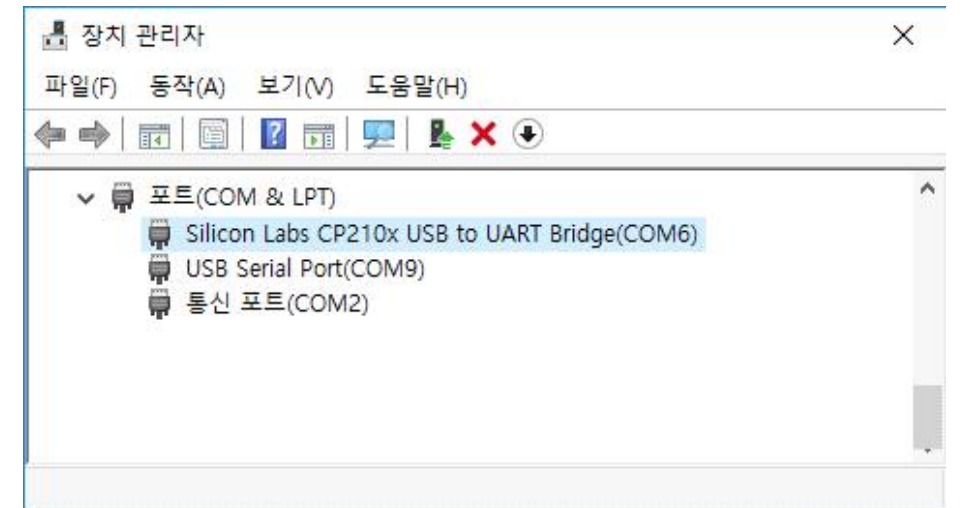 장치 관리자
파일(F) 동작(A) 보기(V) 도움말(H)
포트(COM & LPT)
Silicon Labs CP210x USB to UART Bridge(COM6)
USB Serial Port(COM9)
통신 포트(COM2)